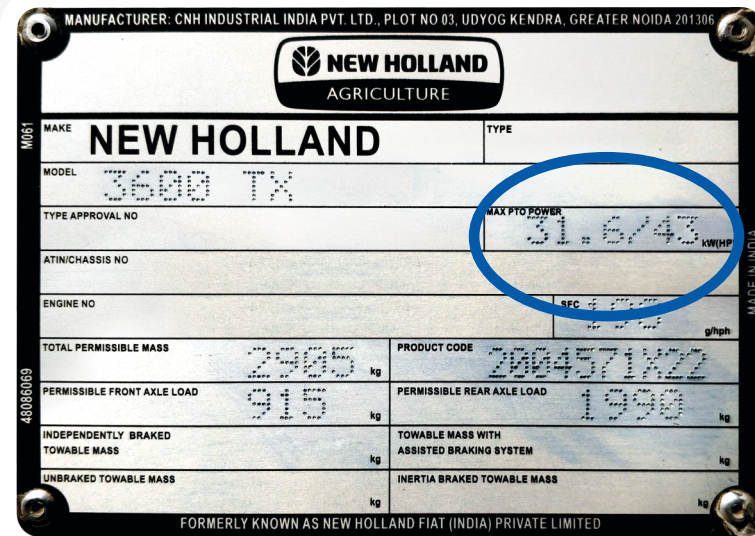 MANUFACTURER: CNH INDUSTRIAL INDIA PVT. LTD., PLOT NO 03, UDYOG KENDRA, GREATER NOIDA 201306
NEW HOLLAND
AGRICULTURE
M061
MAKE NEW HOLLAND TYPE
MODEL 3600 TX
TYPE APPROVAL NO MAX PTO POWER 31.6/43 kW(HP)
ATIN/CHASSIS NO
MADE IN INDIA
ENGINE NO SFC g/hph
TOTAL PERMISSIBLE MASS 2905 kg PRODUCT CODE 2004571X22
48086069
PERMISSIBLE FRONT AXLE LOAD 915 kg PERMISSIBLE REAR AXLE LOAD 1990 kg
INDEPENDENTLY BRAKED TOWABLE MASS WITH
TOWABLE MASS kg ASSISTED BRAKING SYSTEM kg
UNBRAKED TOWABLE MASS kg INERTIA BRAKED TOWABLE MASS kg
FORMERLY KNOWN AS NEW HOLLAND FIAT (INDIA) PRIVATE LIMITED